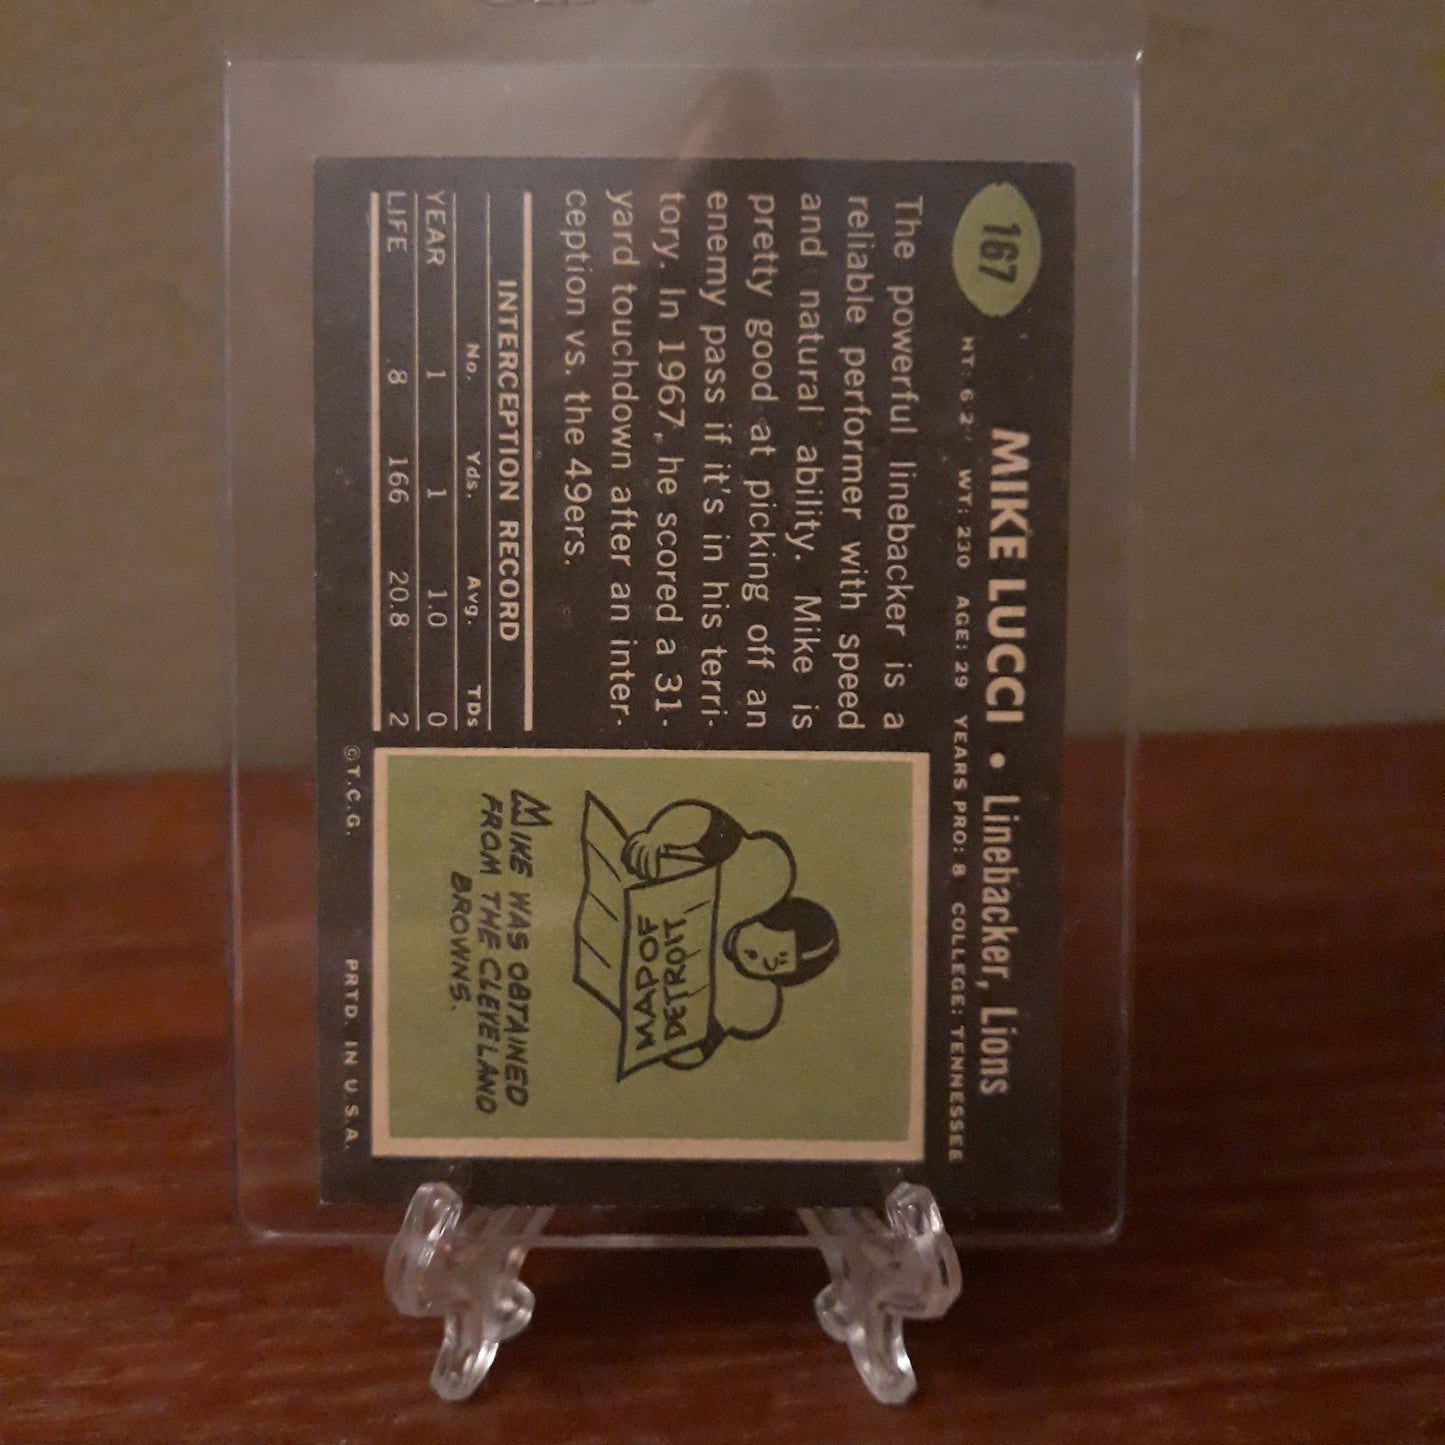 167
MIKE LUCCI • Linebacker, Lions
HT: 6'2" WT: 230 AGE: 29 YEARS PRO: 8 COLLEGE: TENNESSEE
The powerful linebacker is a
reliable performer with speed
and natural ability. Mike is
pretty good at picking off an
enemy pass if it's in his terri-
tory. In 1967, he scored a 31-
yard touchdown after an inter-
ception vs. the 49ers.
INTERCEPTION RECORD
No. Yds. Avg. TDs
YEAR 1 1 1.0 0
LIFE 8 166 20.8 2
MAP OF
DETROIT
MIKE WAS OBTAINED
FROM THE CLEVELAND
BROWNS.
©T.C.G. PRTD. IN U.S.A.